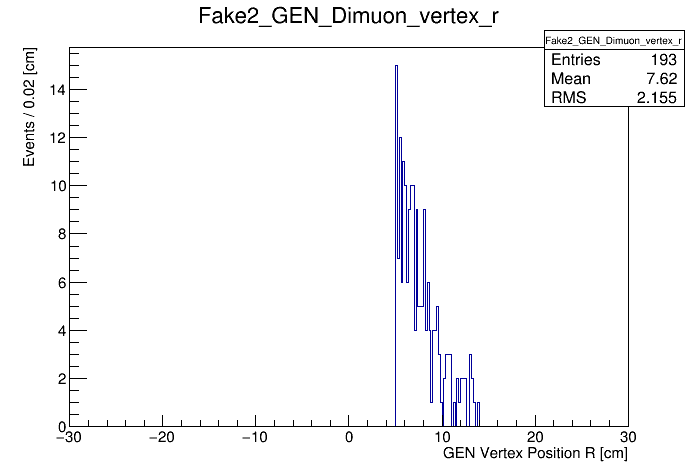 Fake2_GEN_Dimuon_vertex_r
Fake2_GEN_Dimuon_vertex_r
Entries 193
Mean 7.62
RMS 2.155
Events / 0.02 [cm]
14
12
10
8
6
4
2
0
−30 −20 −10 0 10 20 30
GEN Vertex Position R [cm]